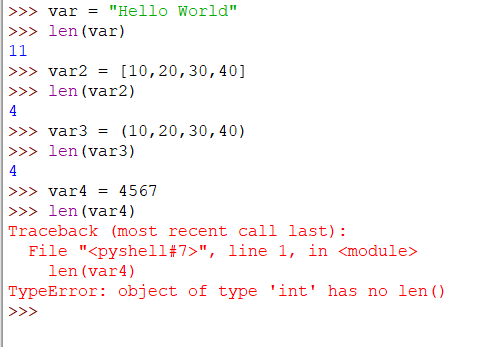 >>> var = "Hello World"
>>> len(var)
11
>>> var2 = [10,20,30,40]
>>> len(var2)
4
>>> var3 = (10,20,30,40)
>>> len(var3)
4
>>> var4 = 4567
>>> len(var4)
Traceback (most recent call last):
  File "<pyshell#7>", line 1, in <module>
    len(var4)
TypeError: object of type 'int' has no len()
>>>